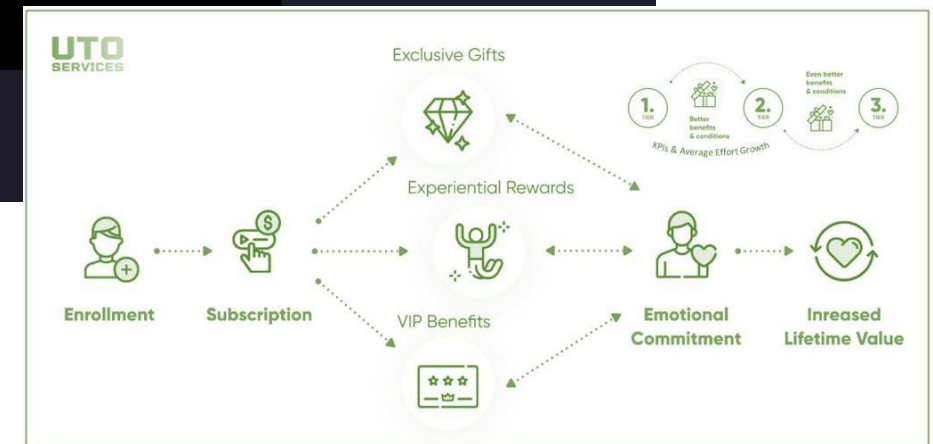 UTO
SERVICES
Exclusive Gifts
Even better
benefits
& conditions
1.
TIER
2.
TIER
3.
TIER
Better
benefits
& conditions
KPIs & Average Effort Growth
Experiential Rewards
$
Enrollment
Subscription
VIP Benefits
Emotional
Commitment
Inreased
Lifetime Value